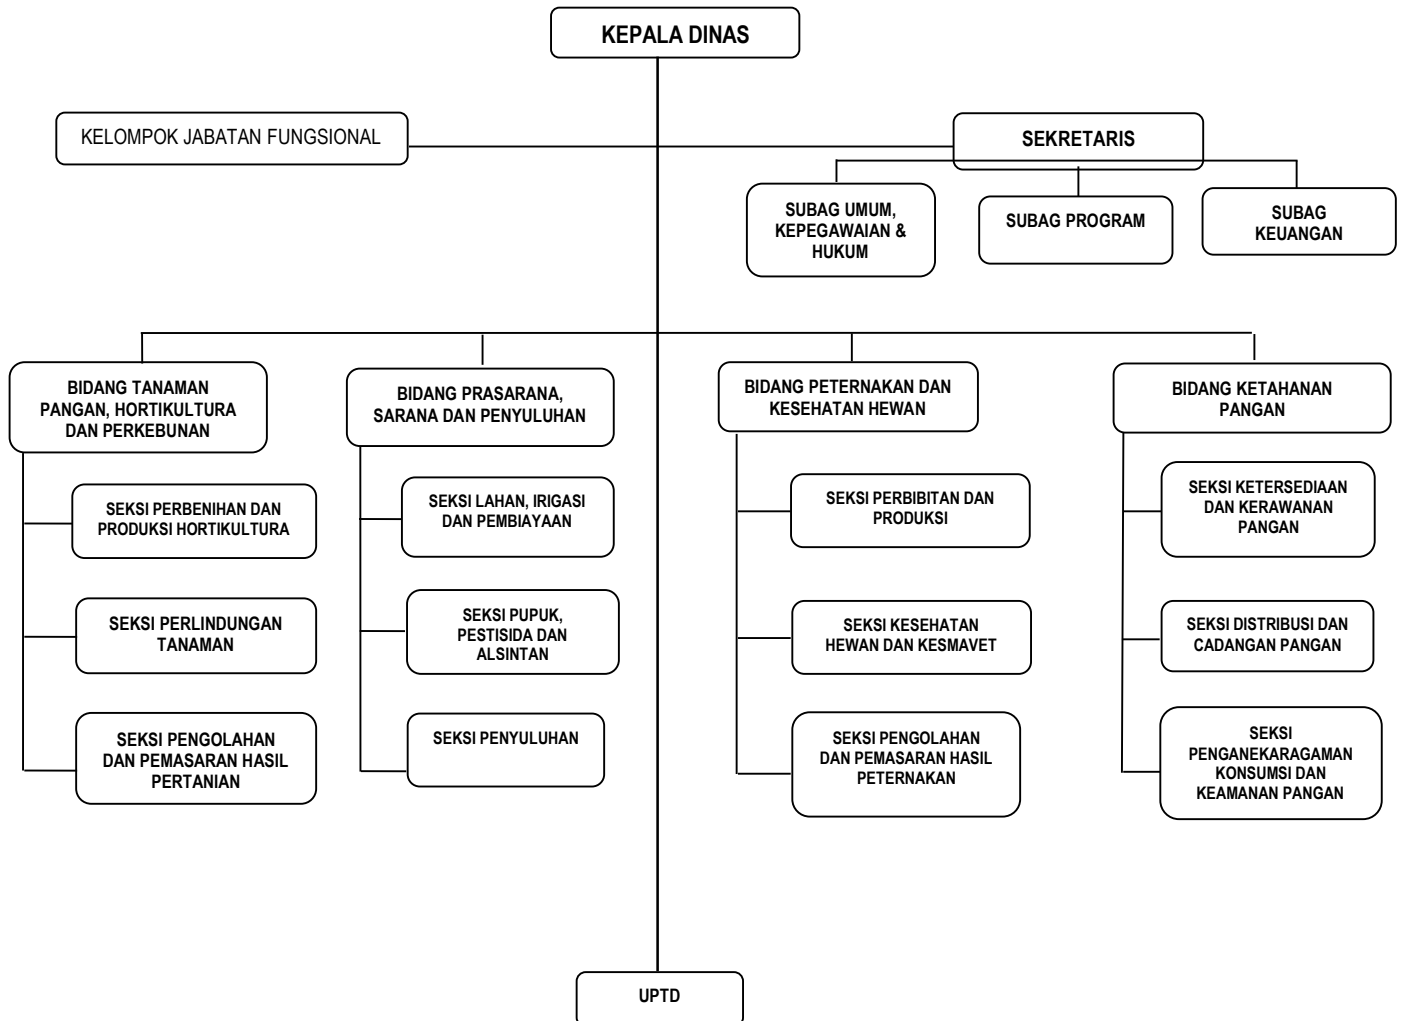 KEPALA DINAS
KELOMPOK JABATAN FUNGSIONAL
SEKRETARIS
SUBAG UMUM,
KEPEGAWAIAN &
HUKUM
SUBAG PROGRAM
SUBAG
KEUANGAN
BIDANG TANAMAN
PANGAN, HORTIKULTURA
DAN PERKEBUNAN
BIDANG PRASARANA,
SARANA DAN PENYULUHAN
BIDANG PETERNAKAN DAN
KESEHATAN HEWAN
BIDANG KETAHANAN
PANGAN
SEKSI PERBENIHAN DAN
PRODUKSI HORTIKULTURA
SEKSI LAHAN, IRIGASI
DAN PEMBIAYAAN
SEKSI PERBIBITAN DAN
PRODUKSI
SEKSI KETERSEDIAAN
DAN KERAWANAN
PANGAN
SEKSI PERLINDUNGAN
TANAMAN
SEKSI PUPUK,
PESTISIDA DAN
ALSINTAN
SEKSI KESEHATAN
HEWAN DAN KESMAVET
SEKSI DISTRIBUSI DAN
CADANGAN PANGAN
SEKSI PENGOLAHAN
DAN PEMASARAN HASIL
PERTANIAN
SEKSI PENYULUHAN
SEKSI PENGOLAHAN
DAN PEMASARAN HASIL
PETERNAKAN
SEKSI
PENGANEKARAGAMAN
KONSUMSI DAN
KEAMANAN PANGAN
UPTD